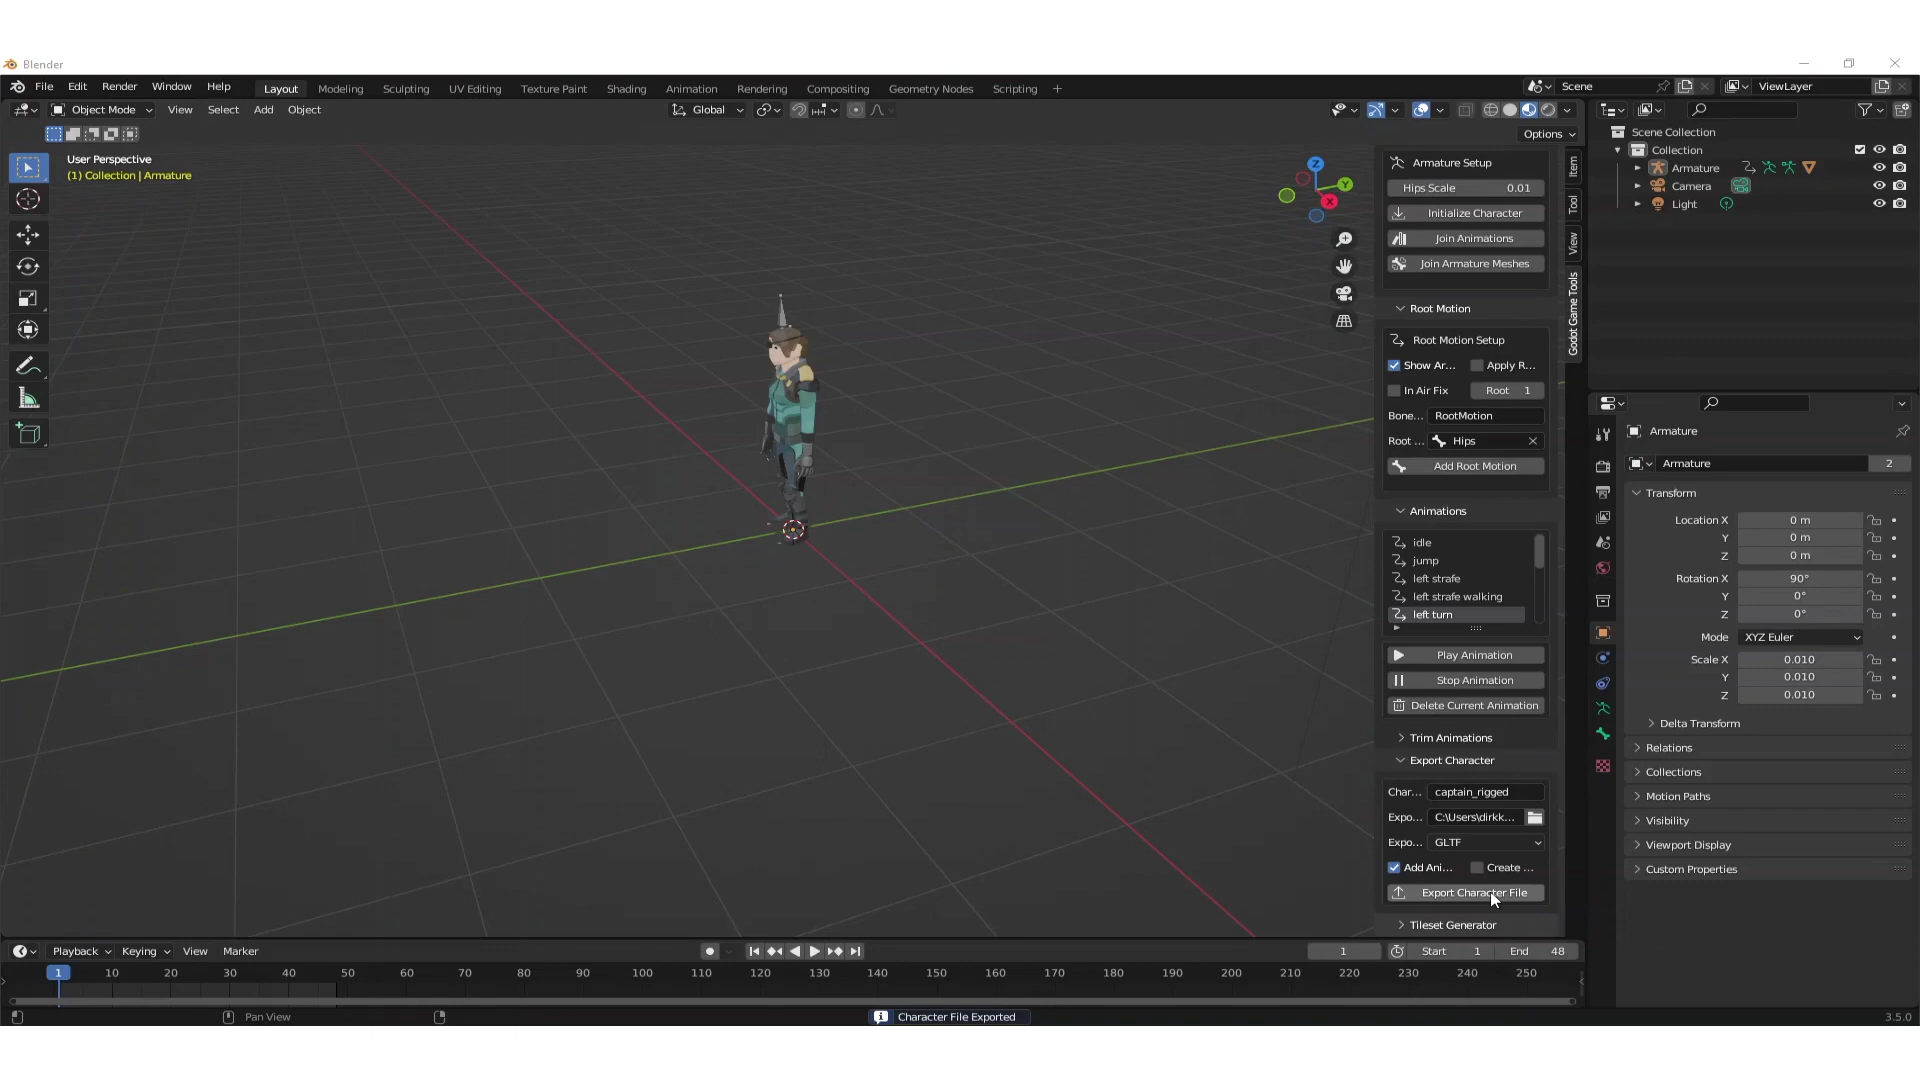 Blender
File Edit Render Window Help Layout Modeling Sculpting UV Editing Texture Paint Shading Animation Rendering Compositing Geometry Nodes Scripting + Scene ViewLayer
Object Mode View Select Add Object Global
Options
User Perspective
(1) Collection | Armature
Z
Y
X
Item
Tool
View
Godot Game Tools
Armature Setup
Hips Scale 0.01
Initialize Character
Join Animations
Join Armature Meshes
Root Motion
Root Motion Setup
Show Ar... Apply R...
In Air Fix Root 1
Bone... RootMotion
Root ... Hips
Add Root Motion
Animations
idle
jump
left strafe
left strafe walking
left turn
Play Animation
Stop Animation
Delete Current Animation
Trim Animations
Export Character
Char... captain_rigged
Expo... C:\Users\dirkk...
Expo... GLTF
Add Ani... Create ...
Export Character File
Tileset Generator
Scene Collection
Collection
Armature
Camera
Light
Armature
Armature 2
Transform
Location X 0 m
Y 0 m
Z 0 m
Rotation X 90°
Y 0°
Z 0°
Mode XYZ Euler
Scale X 0.010
Y 0.010
Z 0.010
Delta Transform
Relations
Collections
Motion Paths
Visibility
Viewport Display
Custom Properties
Playback Keying View Marker 1 Start 1 End 48
1 10 20 30 40 50 60 70 80 90 100 110 120 130 140 150 160 170 180 190 200 210 220 230 240 250
Pan View Character File Exported 3.5.0